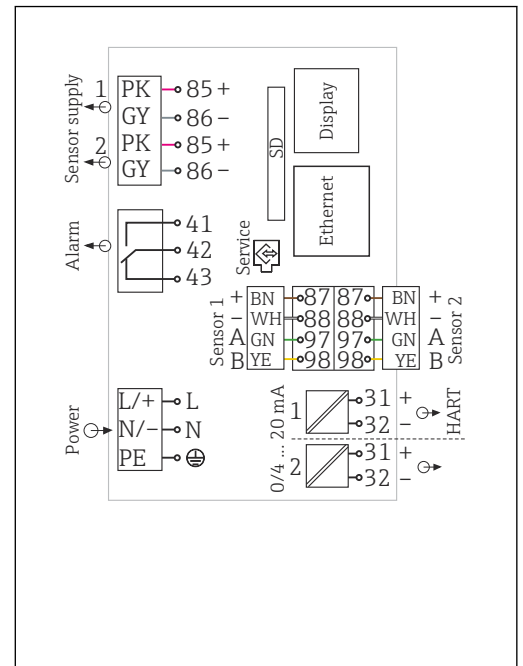 Sensor supply
1 PK 85 +
GY 86 –
2 PK 85 +
GY 86 –
Display
SD
Ethernet
Alarm
41
42
43
Service
Sensor 1
+ BN 87 87 BN +
– WH 88 88 WH –
A GN 97 97 GN A
B YE 98 98 YE B
Sensor 2
Power
L/+ L
N/– N
PE
0/4 ... 20 mA
1 31 +
32 –
HART
2 31 +
32 –